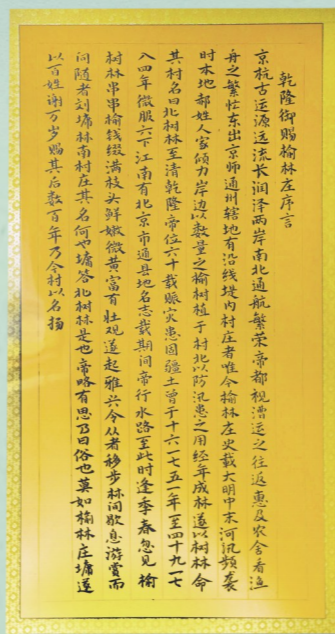 乾隆御赐榆林庄序言
京杭古运源远流长润泽两岸南北通航繁荣帝都视漕运之往返惠及农舍看渔
舟之繁忙东出京师通州辖地有沿线堤内村庄者唯今榆林庄史载大明中末河汛频袭
时本地郝姓人家倾力岸边以数量之榆树植于村北以防汛患之用经年成林遂以树林命
其村名曰北树林至清乾隆帝位六十载赈灾患固疆土曾于十六一七五一年至四十九一七
八四年微服六下江南有北京市通县地名志载期间帝行水路至此时逢季春忽见榆
树林串串榆钱缀满枝头鲜嫩微黄富有壮观遂起雅兴令从者移步林间歇息游赏而
问随者刘墉林南村庄其名何也墉答北树林是也帝略有思乃曰俗也莫如榆林庄墉遂
以百姓谢万岁赐其后数百年乃今村以名扬